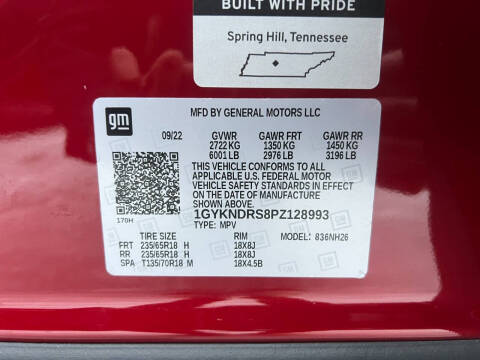 BUILT WITH PRIDE
Spring Hill, Tennessee
gm
MFD BY GENERAL MOTORS LLC
09/22 GVWR GAWR FRT GAWR RR
2722 KG 1350 KG 1450 KG
6001 LB 2976 LB 3196 LB
THIS VEHICLE CONFORMS TO ALL
APPLICABLE U.S. FEDERAL MOTOR
VEHICLE SAFETY STANDARDS IN EFFECT
ON THE DATE OF MANUFACTURE
SHOWN ABOVE.
170H
1GYKNDRS8PZ128993
TYPE: MPV
TIRE SIZE RIM MODEL: 836NH26
FRT 235/65R18 H 18X8J
RR 235/65R18 H 18X8J
SPA T135/70R18 M 18X4.5B